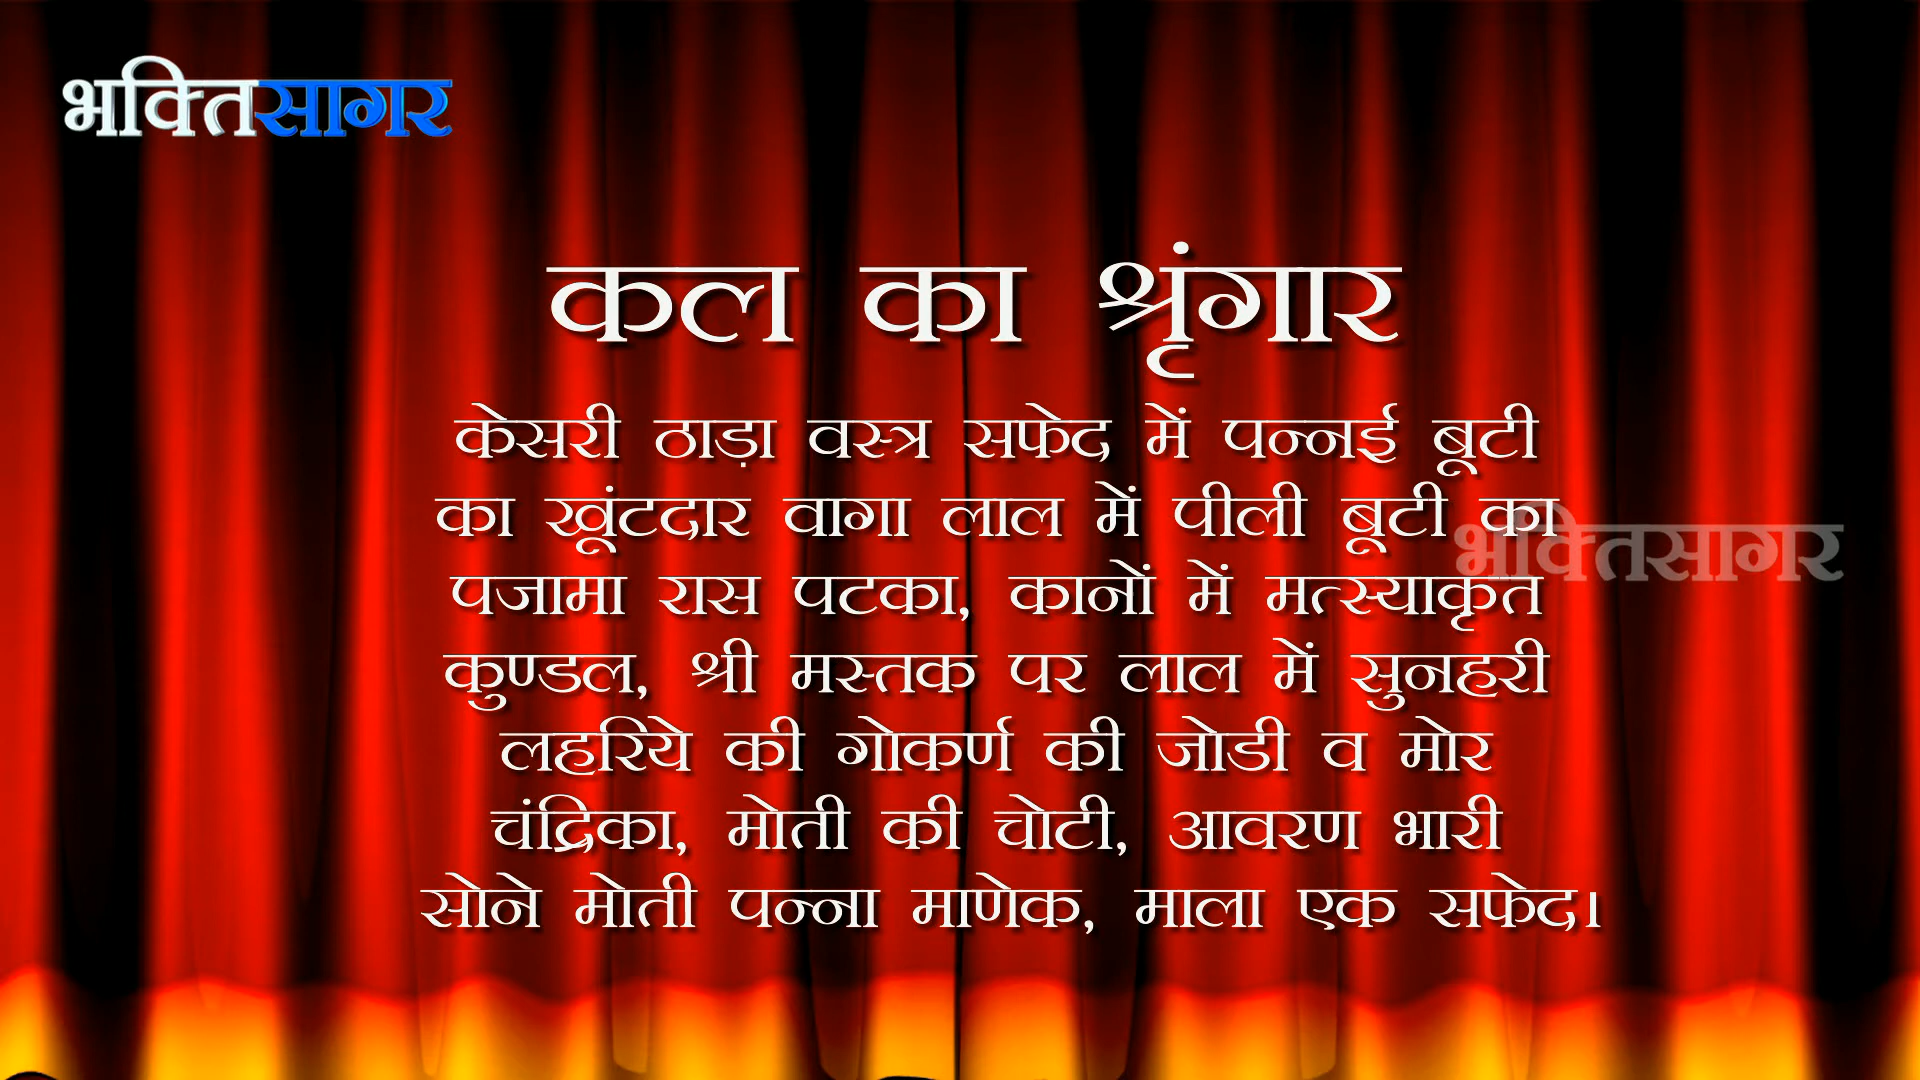 भक्तिसागर
कल का श्रृंगार
केसरी ठाड़ा वस्त्र सफेद में पन्नई बूटी
का खूंटदार वागा लाल में पीली बूटी का
भक्तिसागर
पजामा रास पटका, कानों में मत्स्याकृत
कुण्डल, श्री मस्तक पर लाल में सुनहरी
लहरिये की गोकर्ण की जोडी व मोर
चंद्रिका, मोती की चोटी, आवरण भारी
सोने मोती पन्ना माणेक, माला एक सफेद।